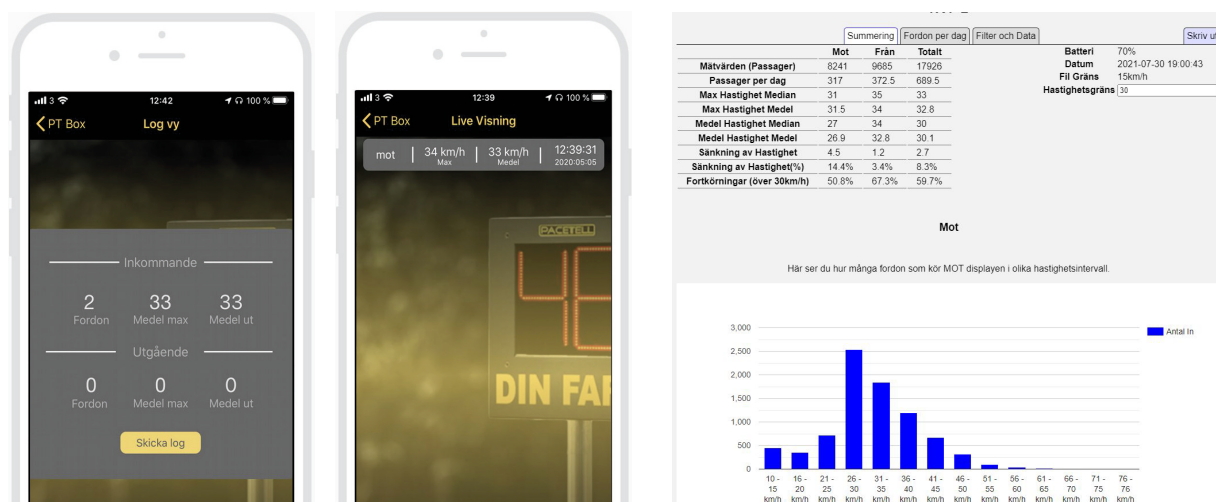 3 12:42 100 %
PT Box Log vy
Inkommande
2 33 33
Fordon Medel max Medel ut
Utgående
0 0 0
Fordon Medel max Medel ut
Skicka log
3 12:39 100 %
PT Box Live Visning
mot 34 km/h 33 km/h 12:39:31
Max Medel 2020:05:05
PACETELL
DIN FAR
Summering Fordon per dag Filter och Data Skriv ut
Mot Från Totalt
Mätvärden (Passager) 8241 9685 17926
Passager per dag 317 372.5 689.5
Max Hastighet Median 31 35 33
Max Hastighet Medel 31.5 34 32.8
Medel Hastighet Median 27 34 30
Medel Hastighet Medel 26.9 32.8 30.1
Sänkning av Hastighet 4.5 1.2 2.7
Sänkning av Hastighet(%) 14.4% 3.4% 8.3%
Fortkörningar (över 30km/h) 50.8% 67.3% 59.7%
Batteri 70%
Datum 2021-07-30 19:00:43
Fil Gräns 15km/h
Hastighetsgräns 30
Mot
Här ser du hur många fordon som kör MOT displayen i olika hastighetsintervall.
Antal In
3,000
2,500
2,000
1,500
1,000
500
0
10 - 16 - 21 - 26 - 31 - 36 - 41 - 46 - 51 - 56 - 61 - 66 - 71 - 76 -
15 20 25 30 35 40 45 50 55 60 65 70 75 76
km/h km/h km/h km/h km/h km/h km/h km/h km/h km/h km/h km/h km/h km/h